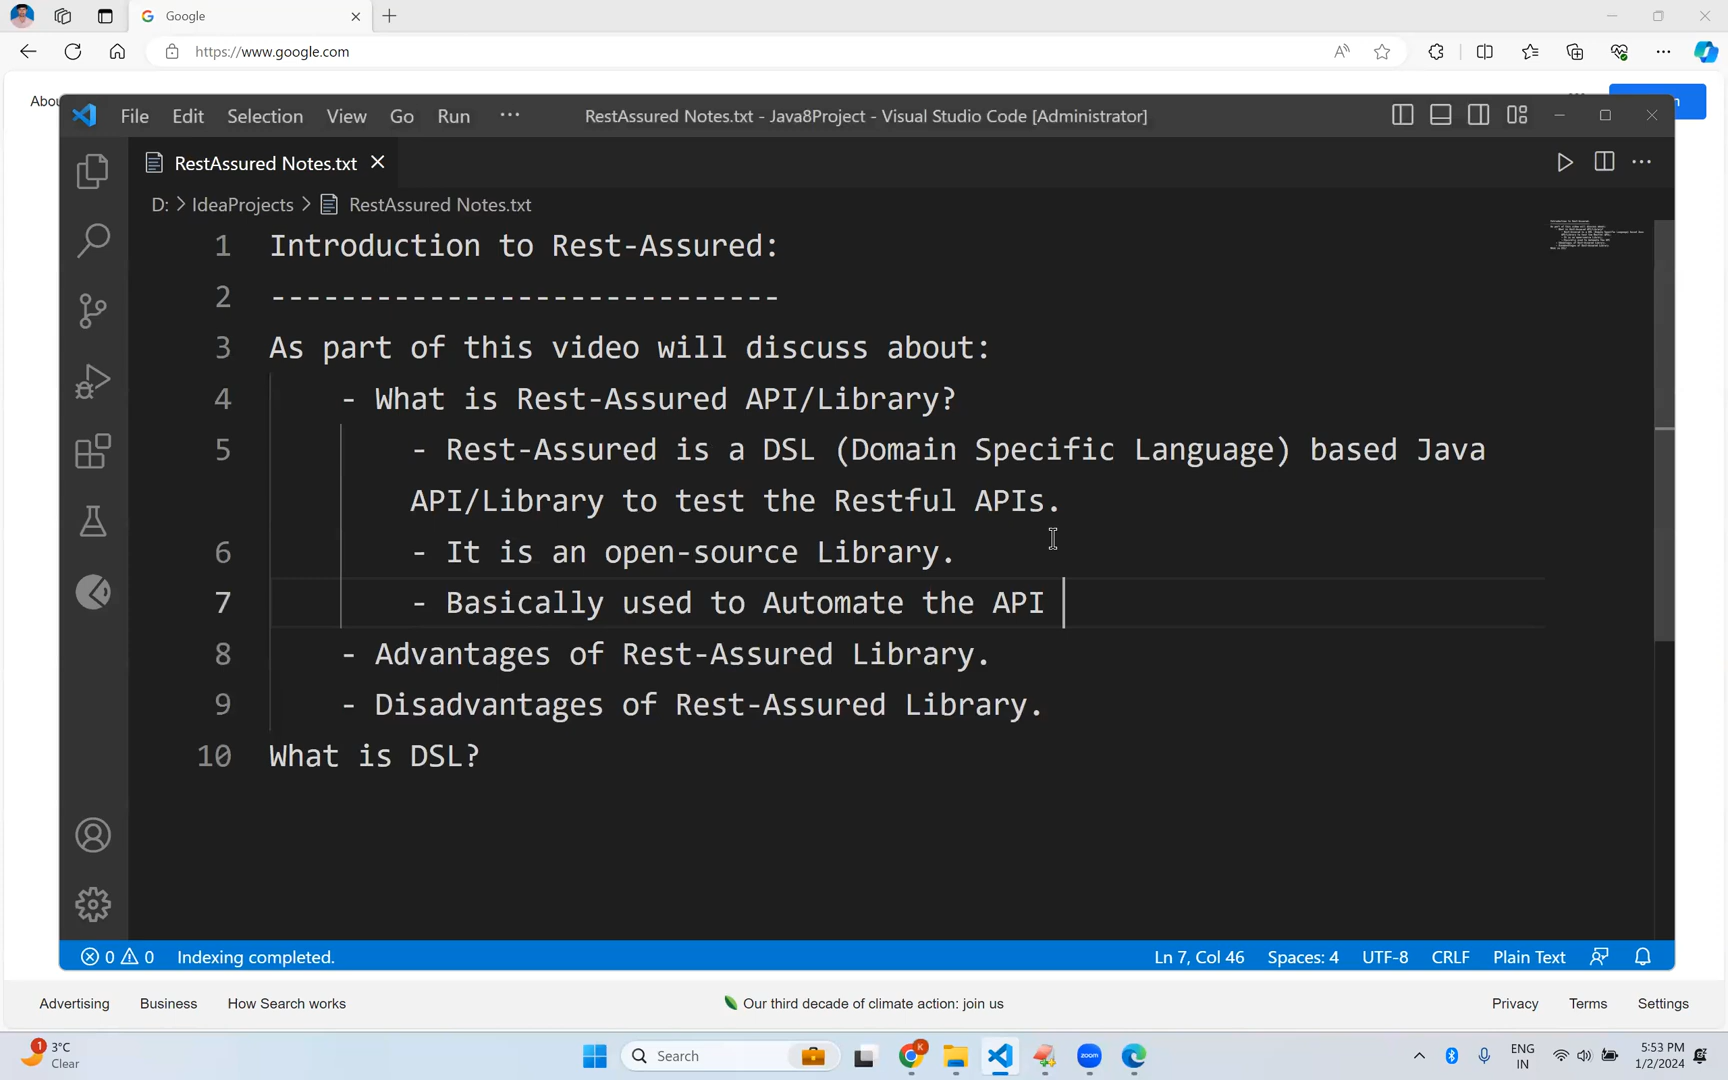 Google
https://www.google.com
Abou
File Edit Selection View Go Run ··· RestAssured Notes.txt - Java8Project - Visual Studio Code [Administrator]
RestAssured Notes.txt
D: > IdeaProjects > RestAssured Notes.txt
1 Introduction to Rest-Assured:
2 -----------------------------
3 As part of this video will discuss about:
4 - What is Rest-Assured API/Library?
5 - Rest-Assured is a DSL (Domain Specific Language) based Java
API/Library to test the Restful APIs.
6 - It is an open-source Library.
7 - Basically used to Automate the API
8 - Advantages of Rest-Assured Library.
9 - Disadvantages of Rest-Assured Library.
10 What is DSL?
0 0 Indexing completed. Ln 7, Col 46 Spaces: 4 UTF-8 CRLF Plain Text
Advertising Business How Search works Our third decade of climate action: join us Privacy Terms Settings
1 3°C
Clear
Search
K
zoom
ENG
IN
5:53 PM
1/2/2024